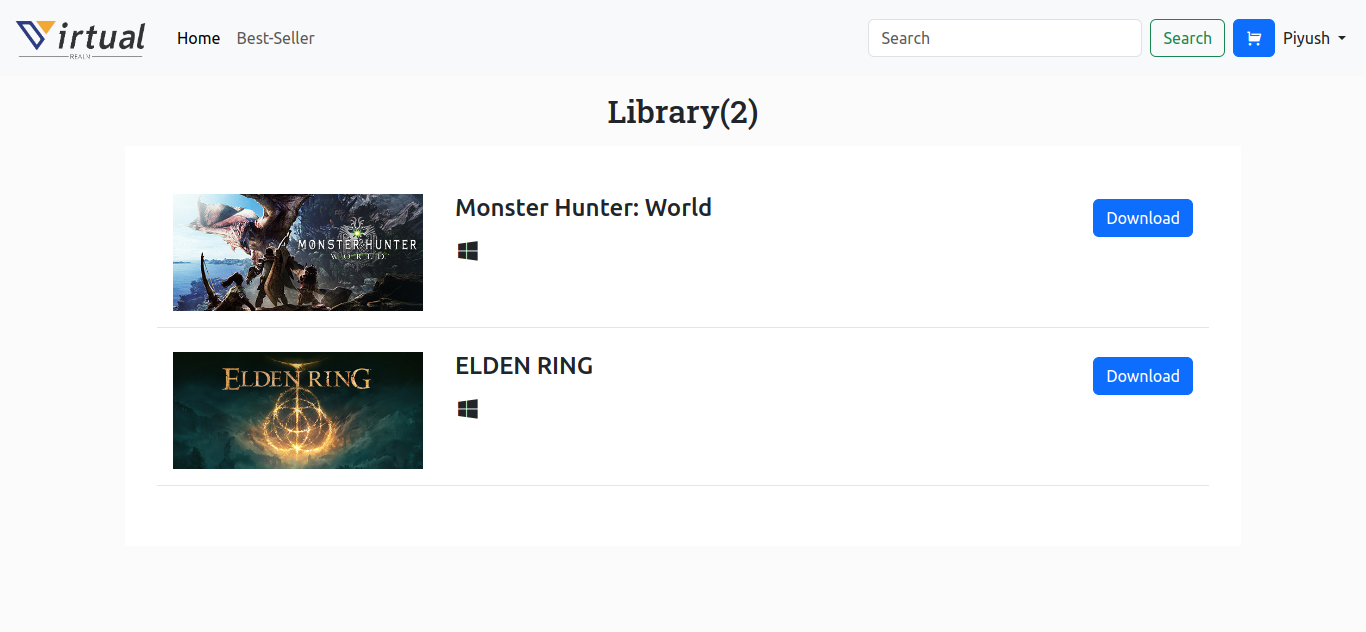 Virtual
REALM
Home Best-Seller Search Search Piyush
Library(2)
MONSTER HUNTER
WORLD
Monster Hunter: World
Download
ELDEN RING
ELDEN RING
Download